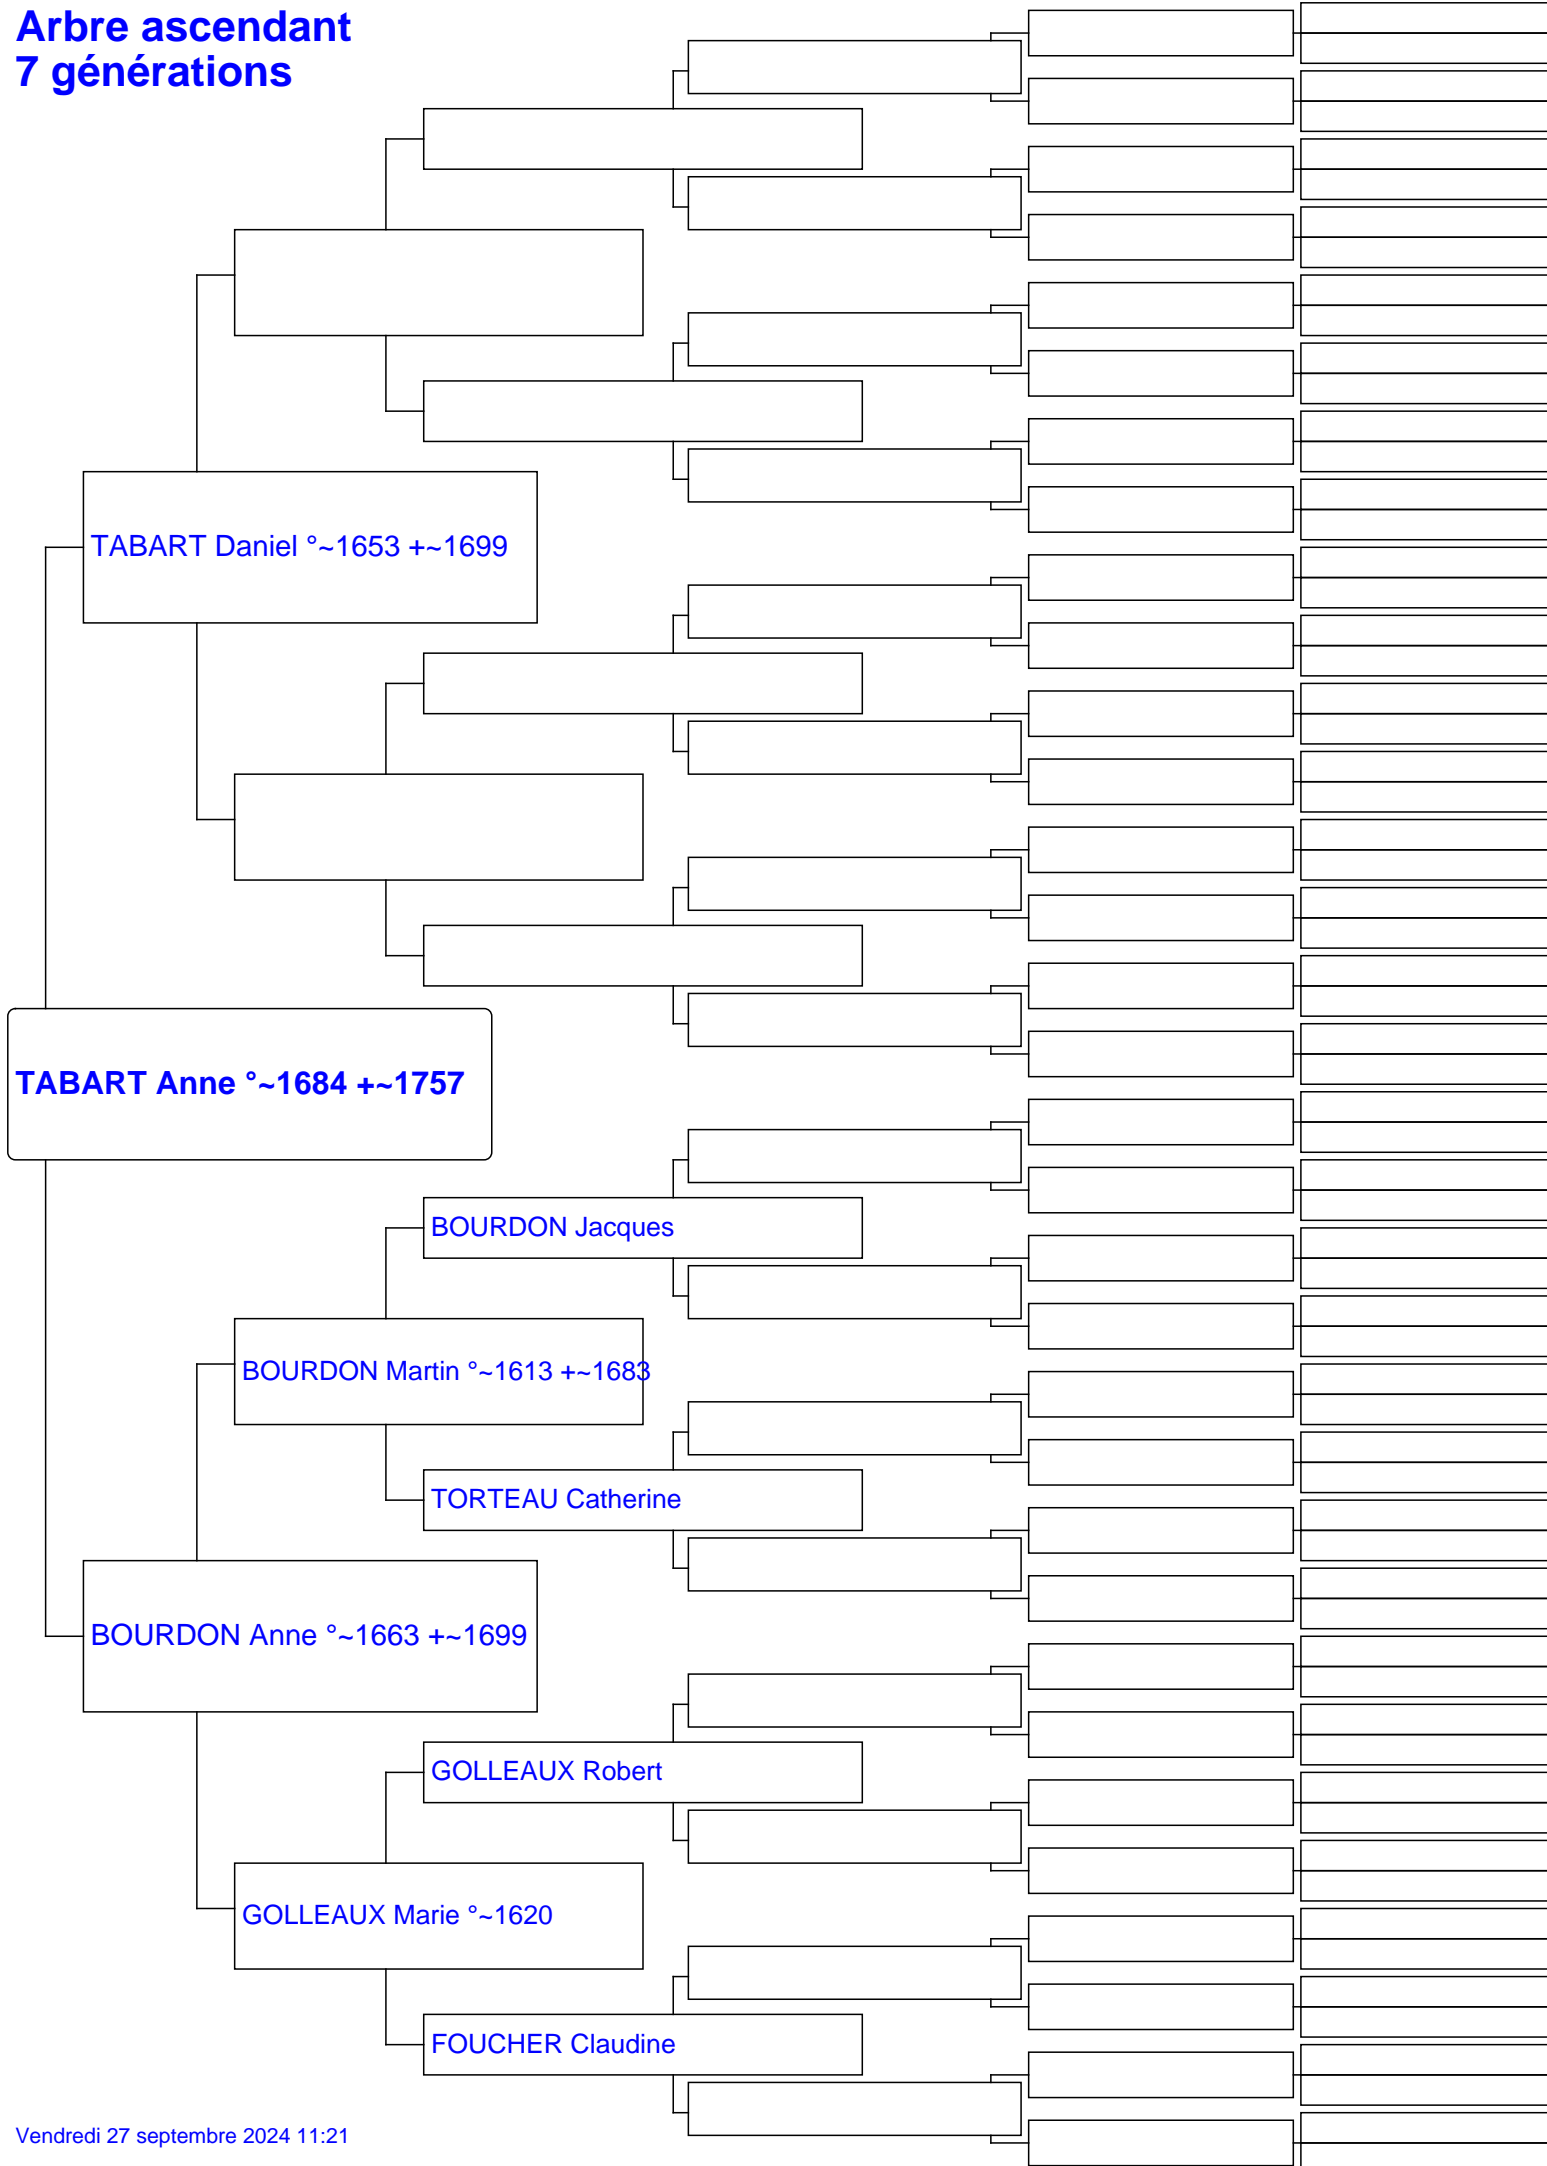 Arbre ascendant
7 générations
TABART Daniel °~1653 +~1699
TABART Anne °~1684 +~1757
BOURDON Jacques
BOURDON Martin °~1613 +~1683
TORTEAU Catherine
BOURDON Anne °~1663 +~1699
GOLLEAUX Robert
GOLLEAUX Marie °~1620
FOUCHER Claudine
Vendredi 27 septembre 2024 11:21